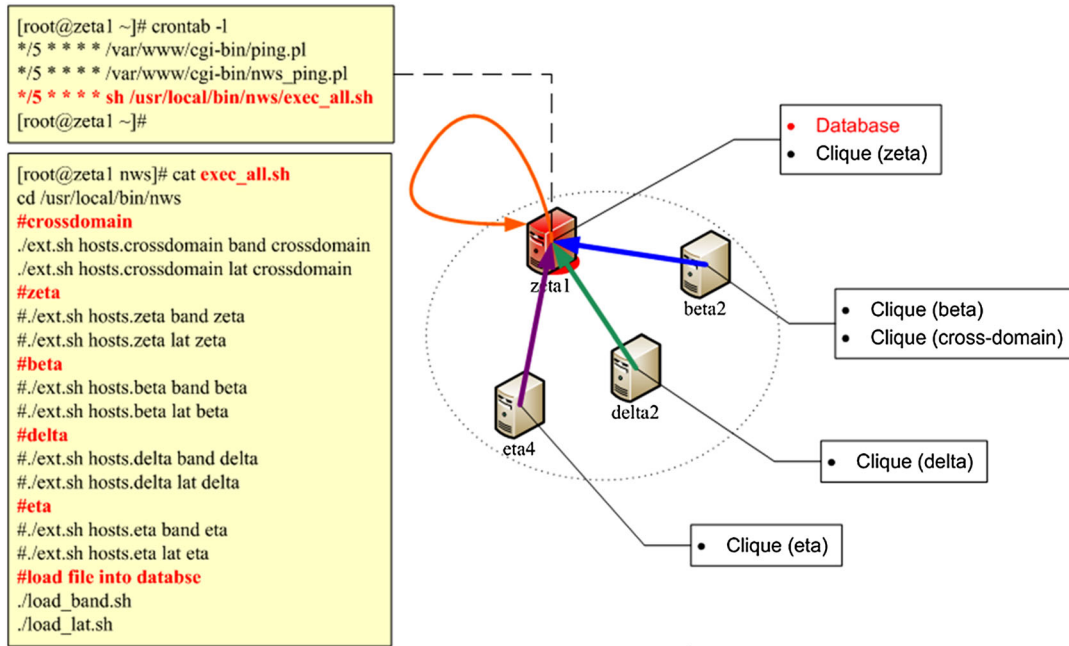 [root@zeta1 ~]# crontab -l
*/5 * * * * /var/www/cgi-bin/ping.pl
*/5 * * * * /var/www/cgi-bin/nws_ping.pl
*/5 * * * * sh /usr/local/bin/nws/exec_all.sh
[root@zeta1 ~]#
[root@zeta1 nws]# cat exec_all.sh
cd /usr/local/bin/nws
#crossdomain
./ext.sh hosts.crossdomain band crossdomain
./ext.sh hosts.crossdomain lat crossdomain
#zeta
#./ext.sh hosts.zeta band zeta
#./ext.sh hosts.zeta lat zeta
#beta
#./ext.sh hosts.beta band beta
#./ext.sh hosts.beta lat beta
#delta
#./ext.sh hosts.delta band delta
#./ext.sh hosts.delta lat delta
#eta
#./ext.sh hosts.eta band eta
#./ext.sh hosts.eta lat eta
#load file into databse
./load_band.sh
./load_lat.sh
• Database
• Clique (zeta)
zeta1
beta2
• Clique (beta)
• Clique (cross-domain)
delta2
eta4
• Clique (delta)
• Clique (eta)